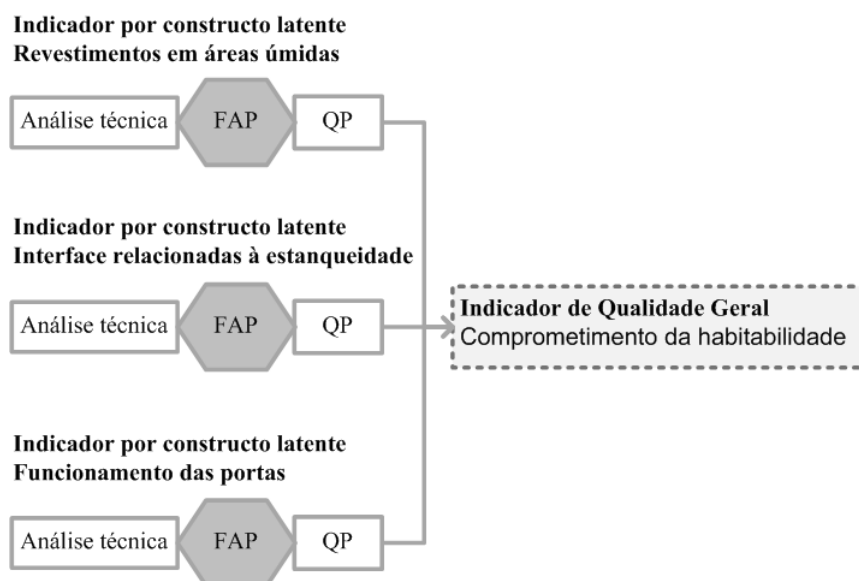 Indicador por constructo latente
Revestimentos em áreas úmidas
Análise técnica FAP QP
Indicador por constructo latente
Interface relacionadas à estanqueidade
Análise técnica FAP QP
Indicador de Qualidade Geral
Comprometimento da habitabilidade
Indicador por constructo latente
Funcionamento das portas
Análise técnica FAP QP